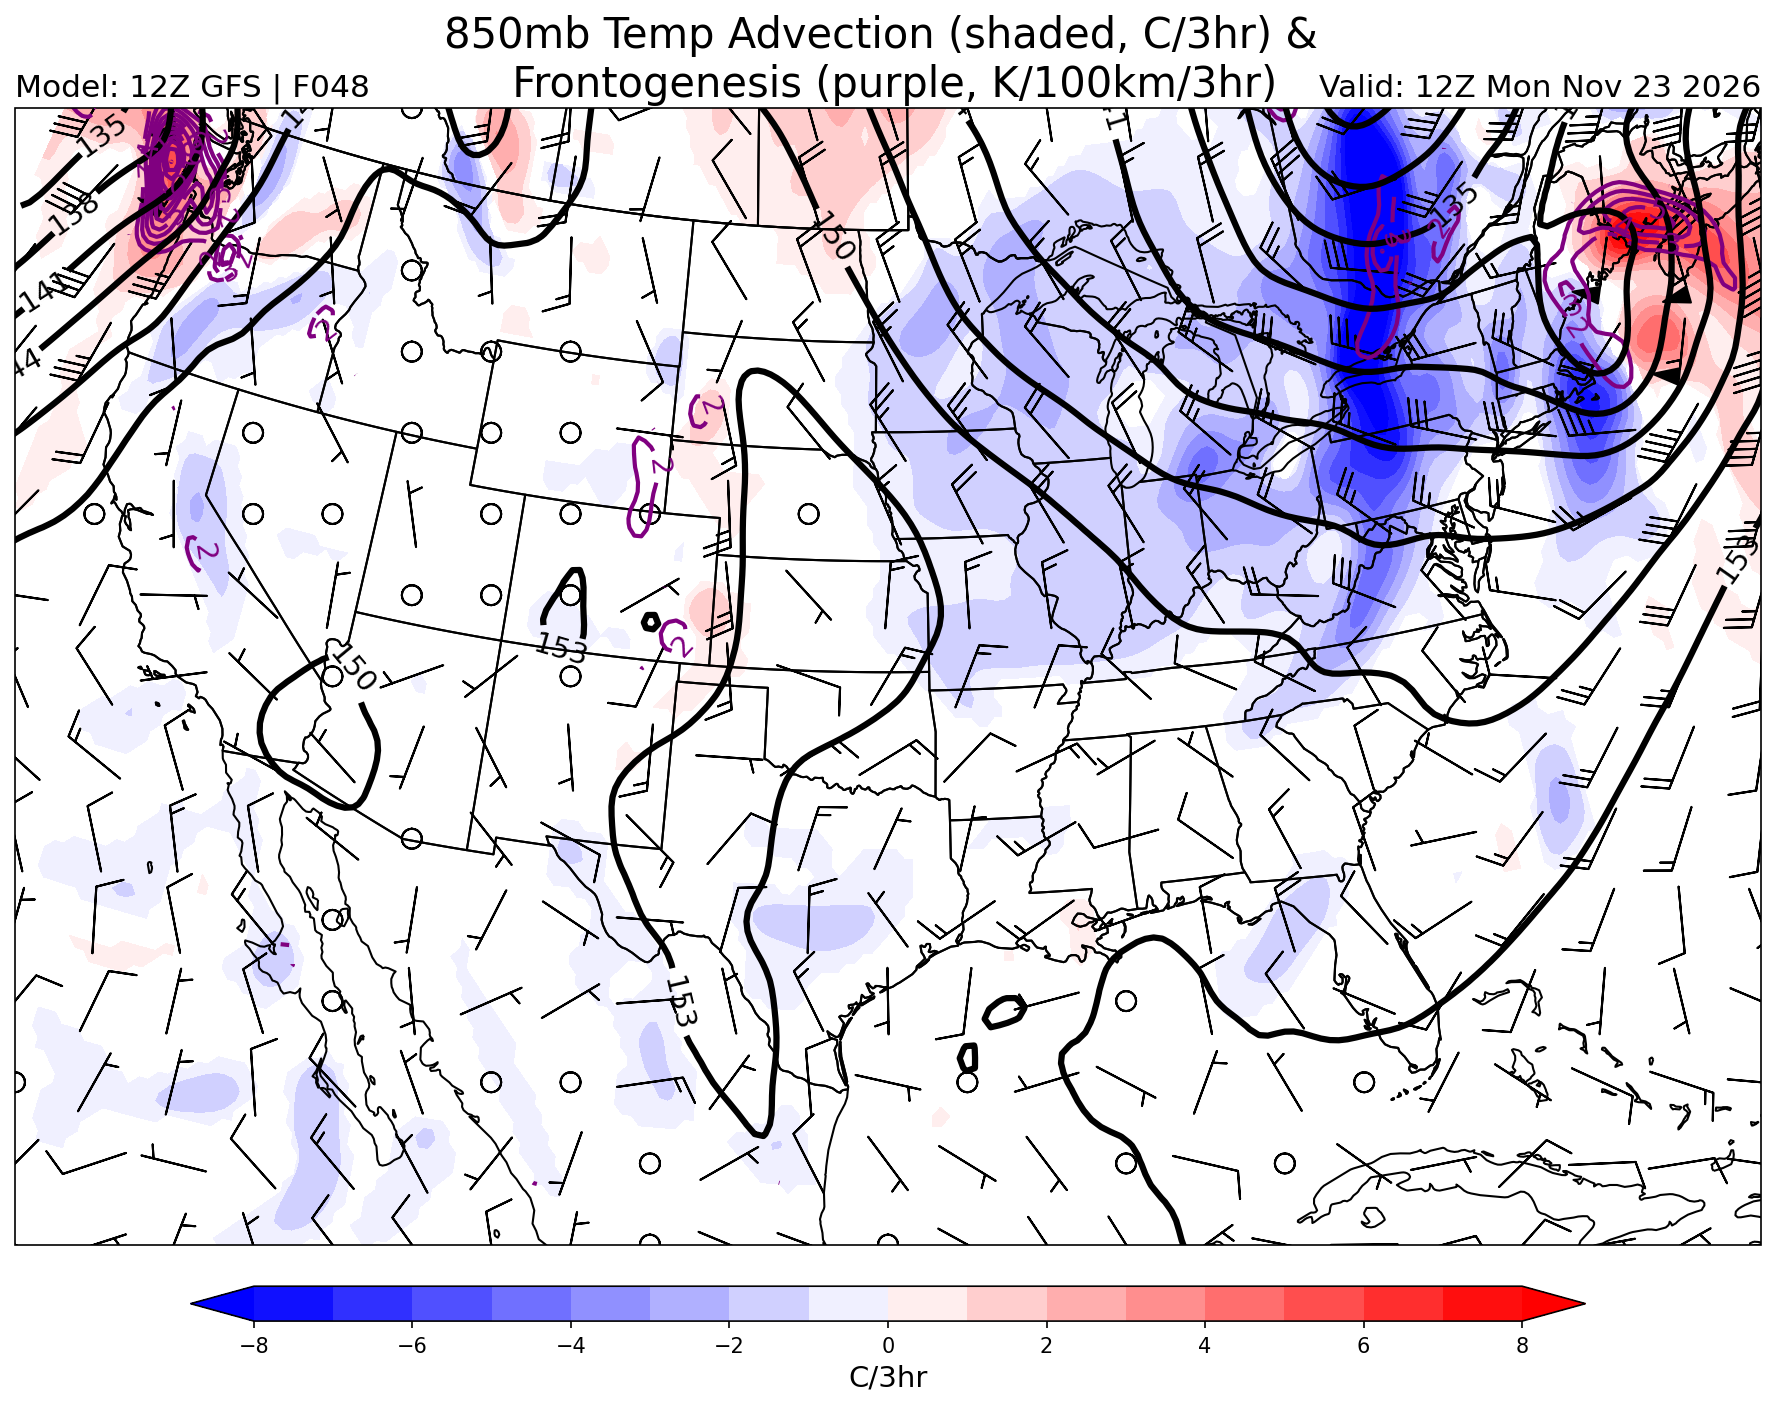 850mb Temp Advection (shaded, C/3hr) &
Frontogenesis (purple, K/100km/3hr)
Model: 12Z GFS | F048
Valid: 12Z Mon Nov 23 2026
135
138
141
144
150
135
153
150
153
153
2
2
2
2
2
2
−8 −6 −4 −2 0 2 4 6 8
C/3hr